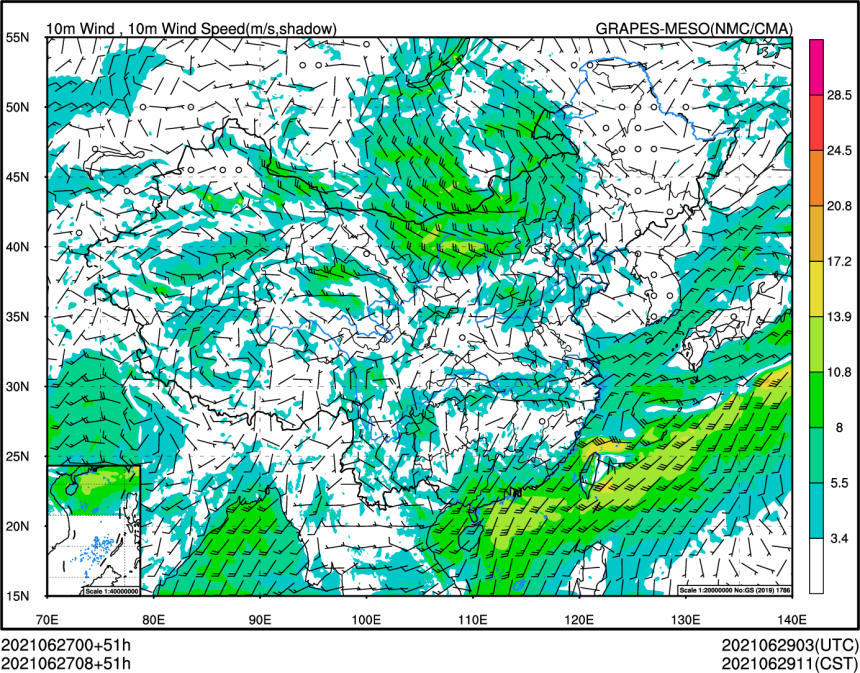 10m Wind , 10m Wind Speed(m/s,shadow) GRAPES-MESO(NMC/CMA)
55N
50N
45N
40N
35N
30N
25N
20N
15N
28.5
24.5
20.8
17.2
13.9
10.8
8
5.5
3.4
Scale 1:40000000
Scale 1:20000000 No:GS (2019) 1786
70E 80E 90E 100E 110E 120E 130E 140E
2021062700+51h 2021062903(UTC)
2021062708+51h 2021062911(CST)